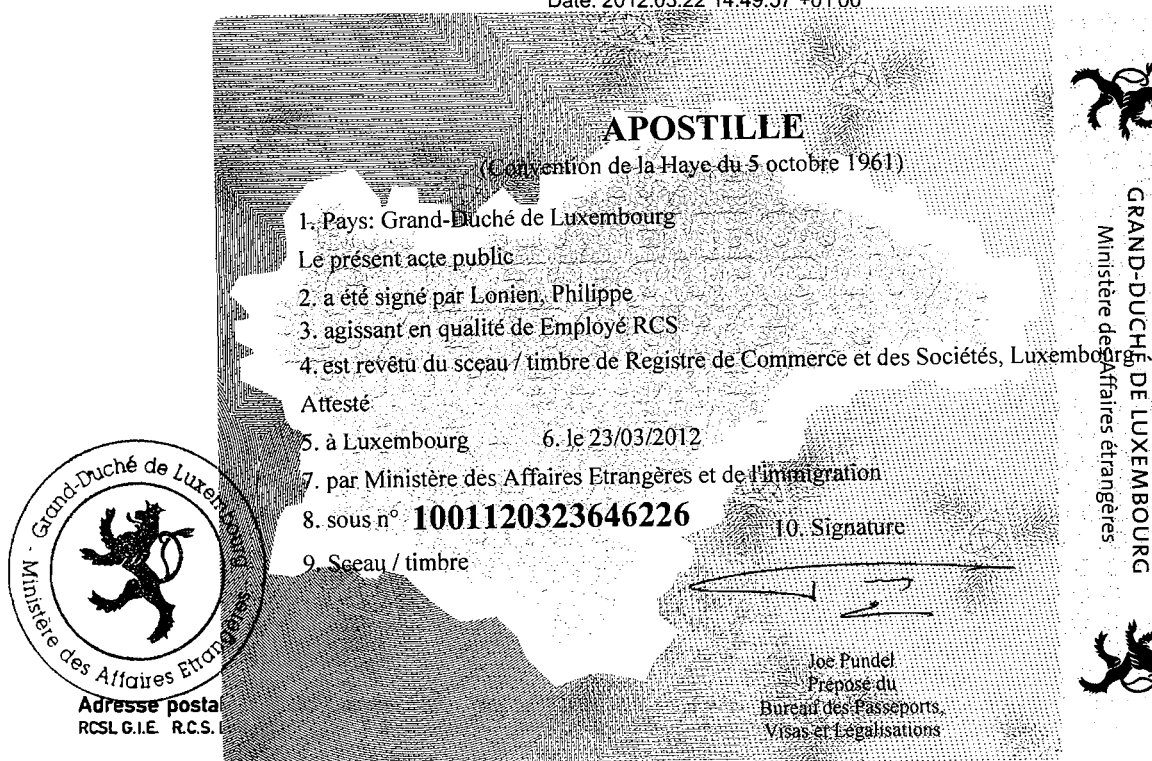 Date: 2012.03.22 14:49:57 +01'00'
APOSTILLE
(Convention de la Haye du 5 octobre 1961)
1. Pays: Grand-Duché de Luxembourg
Le présent acte public
2. a été signé par Lonien, Philippe
3. agissant en qualité de Employé RCS
4. est revêtu du sceau / timbre de Registre de Commerce et des Sociétés, Luxembourg
Attesté
5. à Luxembourg 6. le 23/03/2012
7. par Ministère des Affaires Etrangères et de l'immigration
8. sous n° 1001120323646226
10. Signature
9. Sceau / timbre
Joe Pundel
Préposé du
Bureau des Passeports,
Visas et Légalisations
Grand-Duché de Luxembourg
Ministère des Affaires Etrangères
Adresse postal
RCSL G.I.E. R.C.S.
GRAND-DUCHÉ DE LUXEMBOURG
Ministère des Affaires étrangères